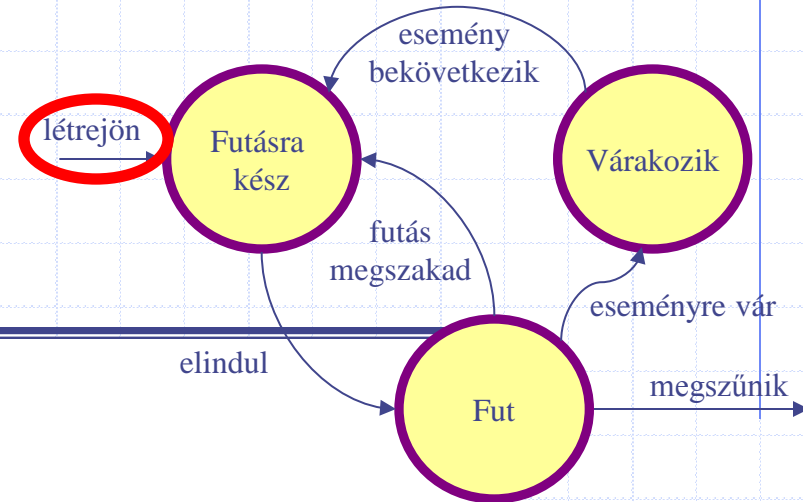 esemény
bekövetkezik
létrejön
Futásra
kész
Várakozik
futás
megszakad
eseményre vár
elindul
megszűnik
Fut